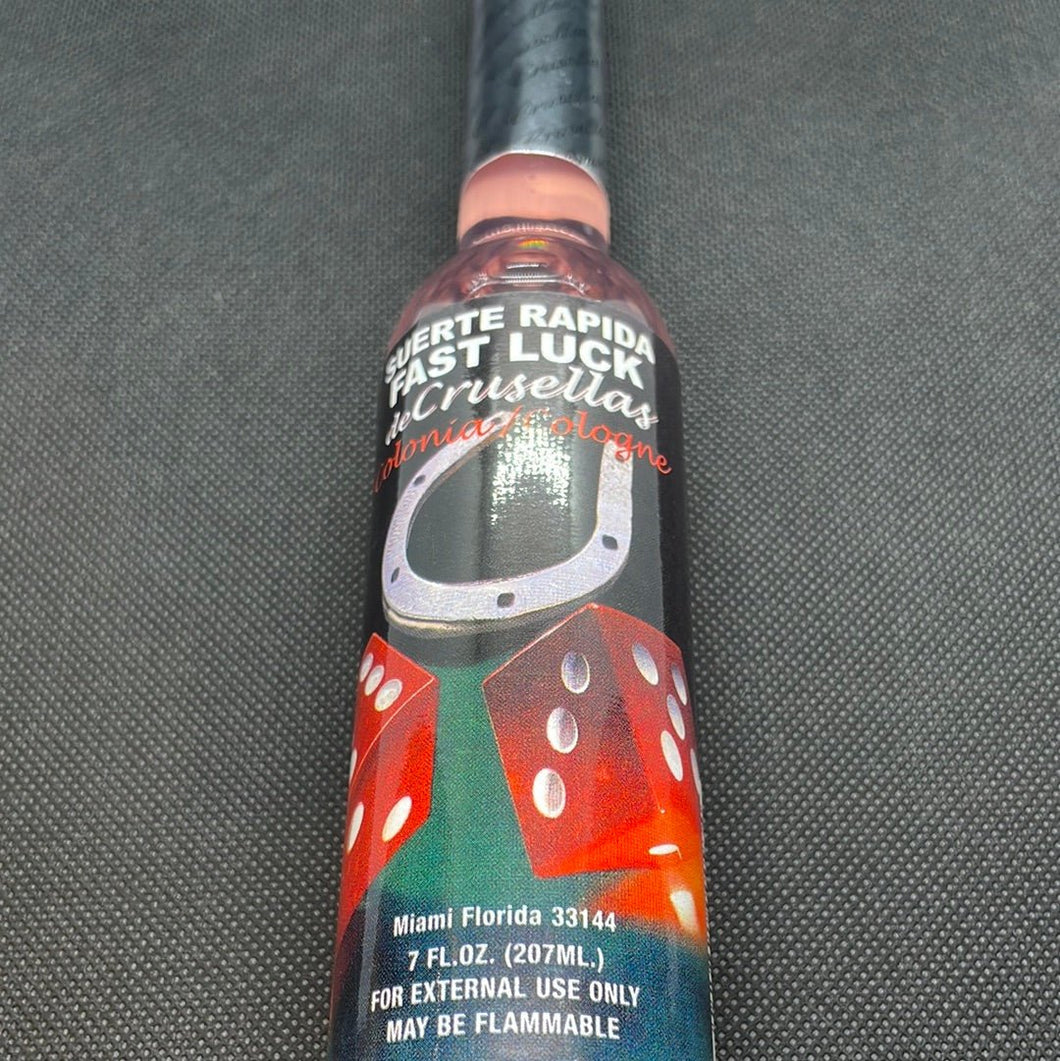 SUERTE RAPIDA
FAST LUCK
de Crusellas
Colonia/Cologne
Miami Florida 33144
7 FL.OZ. (207ML.)
FOR EXTERNAL USE ONLY
MAY BE FLAMMABLE